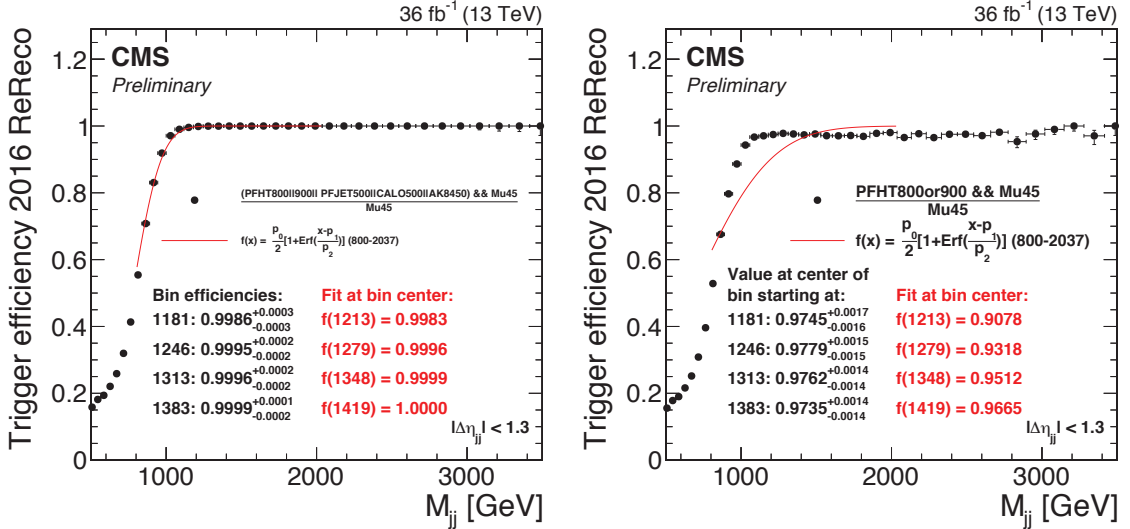 36 fb-1 (13 TeV)
Trigger efficiency 2016 ReReco
1.2
1
0.8
0.6
0.4
0.2
0
CMS
Preliminary
(PFHT800||900|| PFJET500||CALO500||AK8450) && Mu45
Mu45
f(x) = p0/2[1+Erf(x-p1/p2)] (800-2037)
Bin efficiencies: Fit at bin center:
1181: 0.9986+0.0003-0.0003 f(1213) = 0.9983
1246: 0.9995+0.0002-0.0002 f(1279) = 0.9996
1313: 0.9996+0.0002-0.0002 f(1348) = 0.9999
1383: 0.9999+0.0001-0.0002 f(1419) = 1.0000
|Δηjj| < 1.3
1000 2000 3000
Mjj [GeV]
36 fb-1 (13 TeV)
Trigger efficiency 2016 ReReco
1.2
1
0.8
0.6
0.4
0.2
0
CMS
Preliminary
PFHT800or900 && Mu45
Mu45
f(x) = p0/2[1+Erf(x-p1/p2)] (800-2037)
Value at center of
bin starting at: Fit at bin center:
1181: 0.9745+0.0017-0.0016 f(1213) = 0.9078
1246: 0.9779+0.0015-0.0015 f(1279) = 0.9318
1313: 0.9762+0.0014-0.0014 f(1348) = 0.9512
1383: 0.9735+0.0014-0.0014 f(1419) = 0.9665
|Δηjj| < 1.3
1000 2000 3000
Mjj [GeV]